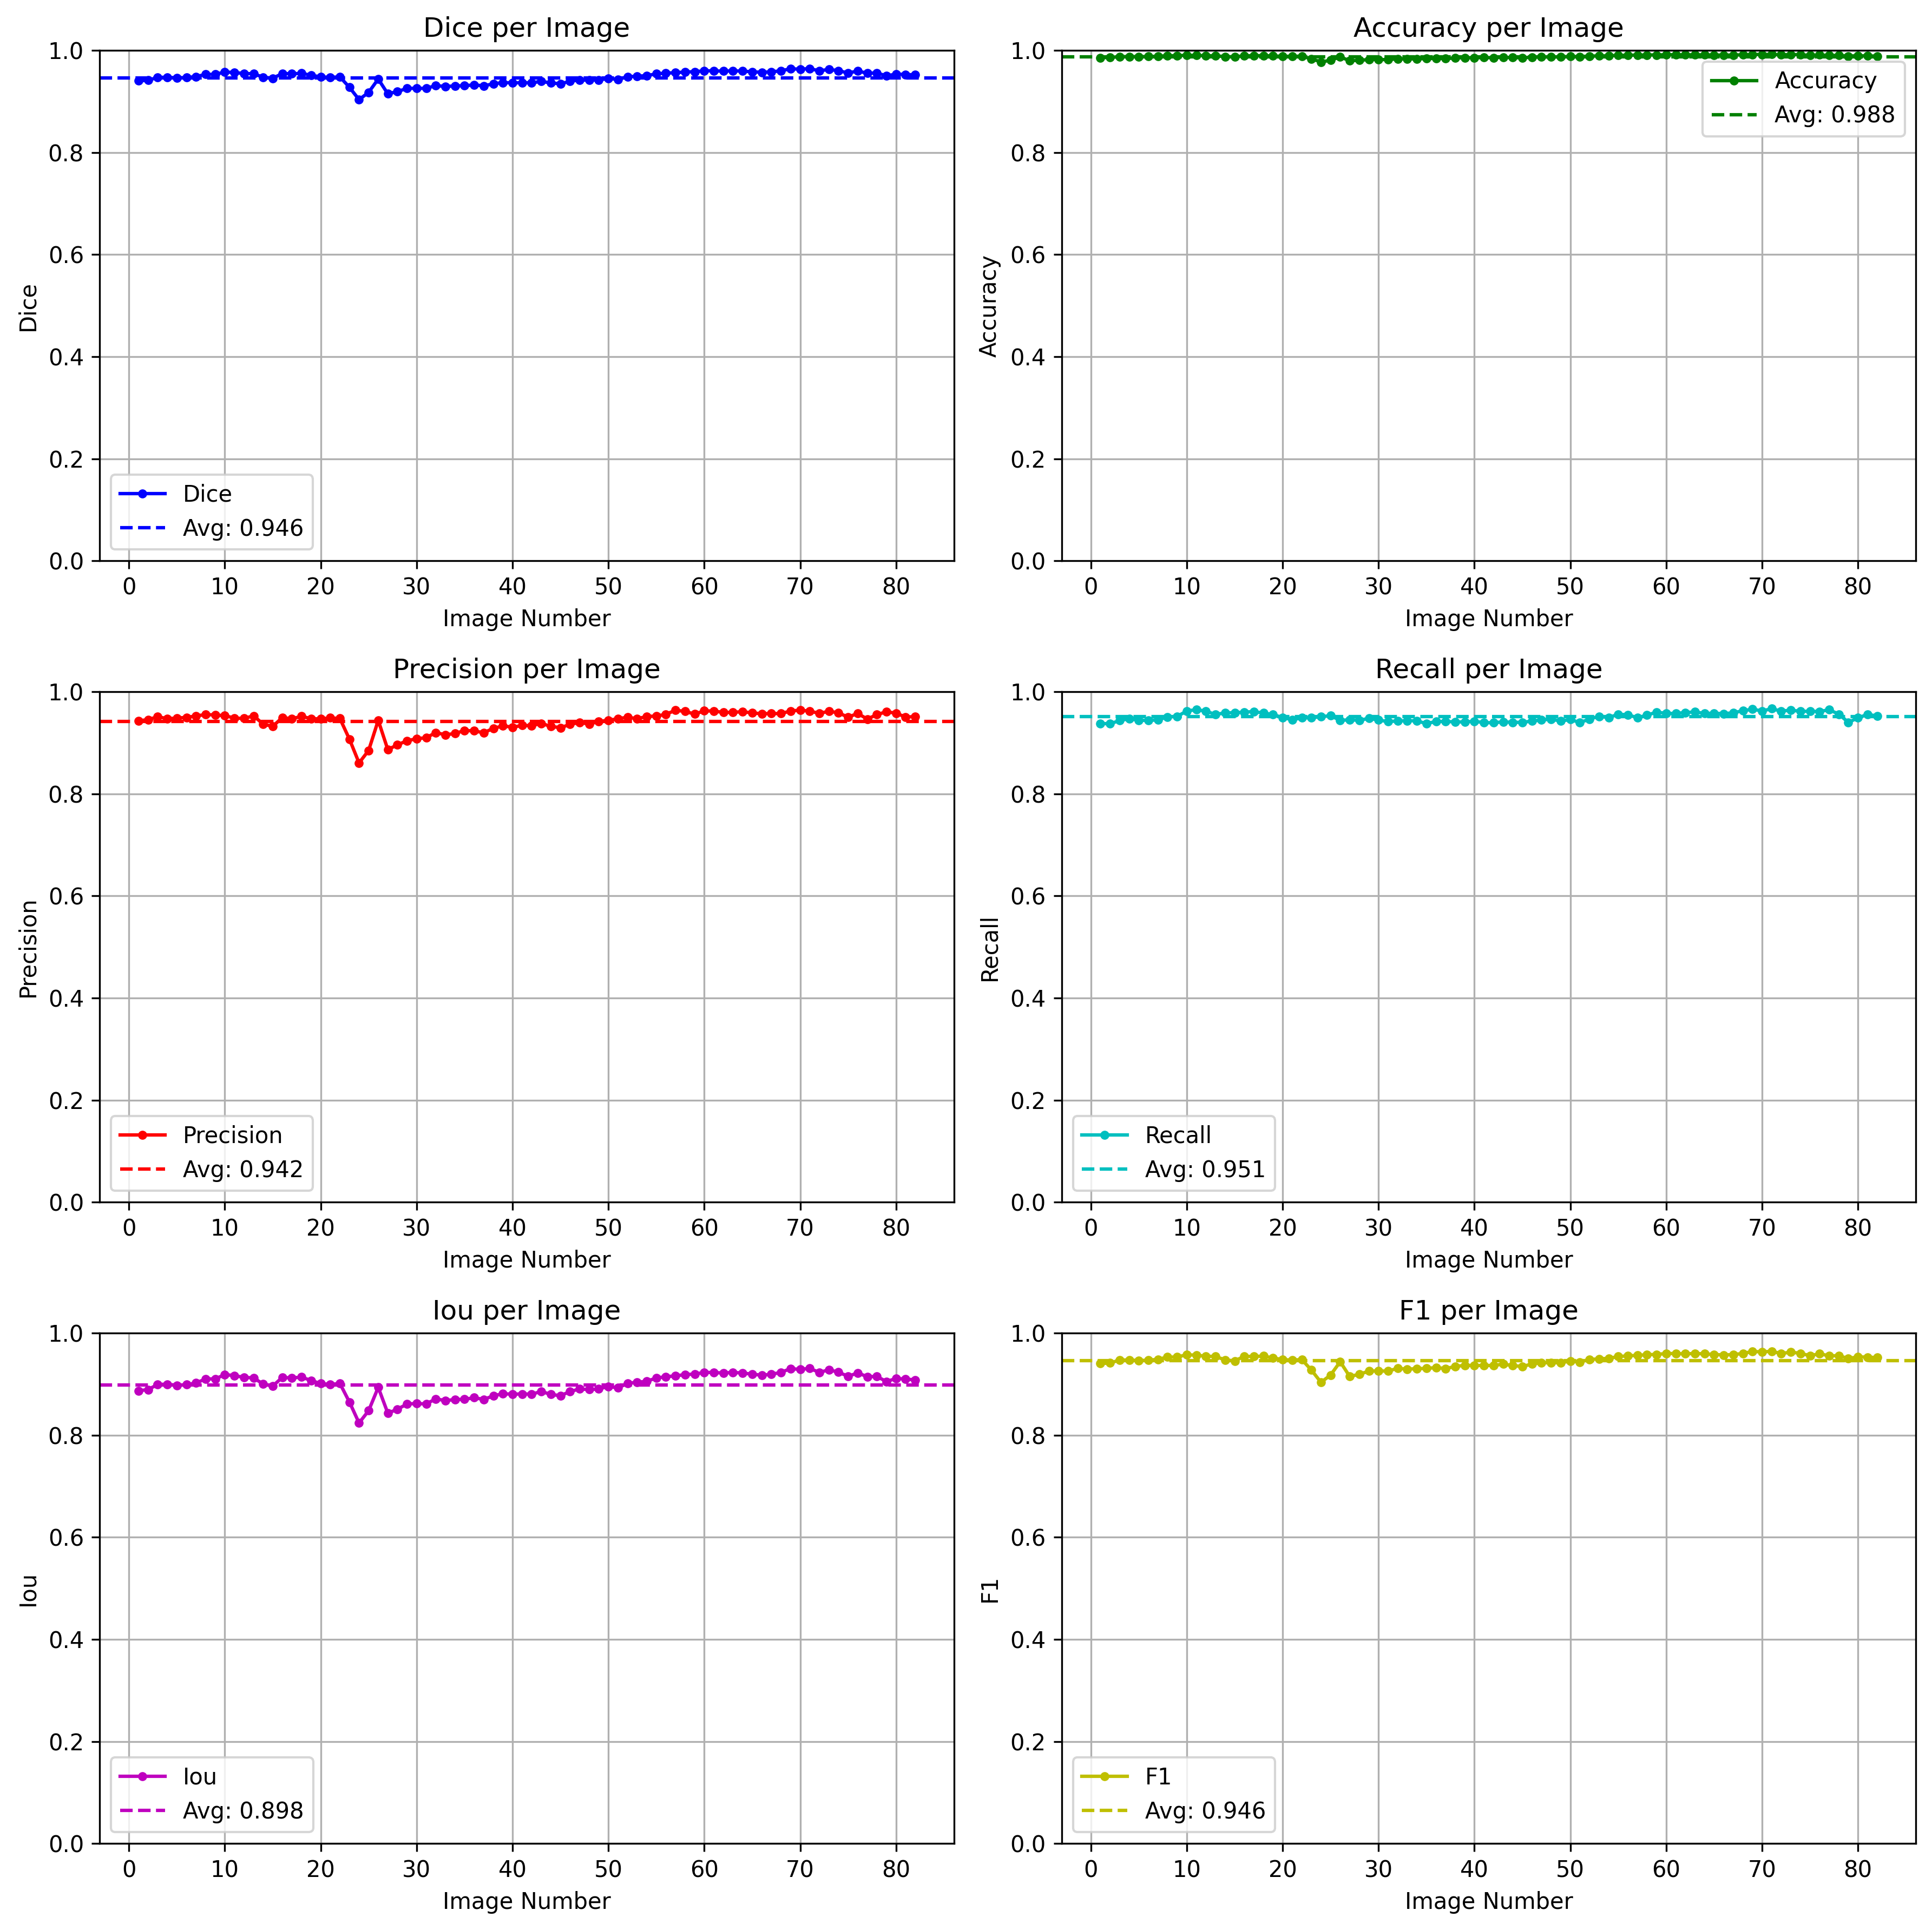 Dice per Image
1.0
0.8
0.6
0.4
0.2
0.0
Dice
Dice
Avg: 0.946
0 10 20 30 40 50 60 70 80
Image Number
Accuracy per Image
1.0
0.8
0.6
0.4
0.2
0.0
Accuracy
Accuracy
Avg: 0.988
0 10 20 30 40 50 60 70 80
Image Number
Precision per Image
1.0
0.8
0.6
0.4
0.2
0.0
Precision
Precision
Avg: 0.942
0 10 20 30 40 50 60 70 80
Image Number
Recall per Image
1.0
0.8
0.6
0.4
0.2
0.0
Recall
Recall
Avg: 0.951
0 10 20 30 40 50 60 70 80
Image Number
Iou per Image
1.0
0.8
0.6
0.4
0.2
0.0
Iou
Iou
Avg: 0.898
0 10 20 30 40 50 60 70 80
Image Number
F1 per Image
1.0
0.8
0.6
0.4
0.2
0.0
F1
F1
Avg: 0.946
0 10 20 30 40 50 60 70 80
Image Number